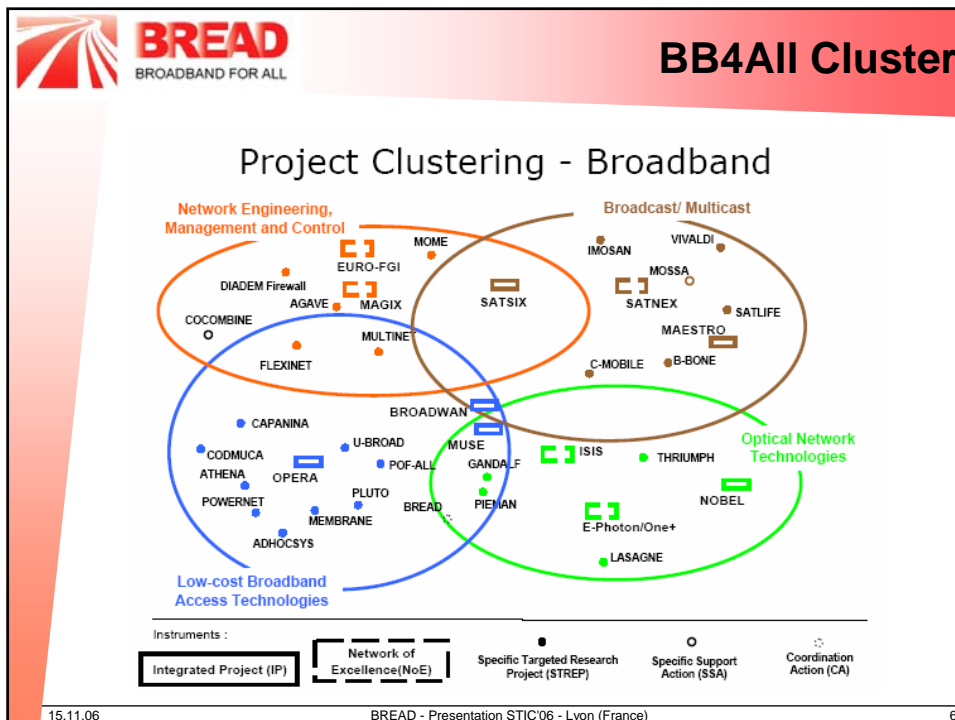 BREAD
BROADBAND FOR ALL
BB4All Cluster
Project Clustering - Broadband
Network Engineering,
Management and Control
Broadcast/ Multicast
MOME
IMOSAN
VIVALDI
EURO-FGI
MOSSA
DIADEM Firewall
AGAVE
MAGIX
SATSIX
SATNEX
SATLIFE
COCOMBINE
MULTINET
MAESTRO
FLEXINET
C-MOBILE
B-BONE
BROADWAN
CAPANINA
U-BROAD
MUSE
Optical Network
Technologies
CODMUCA
ISIS
THRIUMPH
ATHENA
OPERA
POF-ALL
GANDALF
POWERNET
PLUTO
BREAD
PIEMAN
NOBEL
MEMBRANE
E-Photon/One+
ADHOCSYS
LASAGNE
Low-cost Broadband
Access Technologies
Instruments :
Integrated Project (IP)
Network of
Excellence(NoE)
Specific Targeted Research
Project (STREP)
Specific Support
Action (SSA)
Coordination
Action (CA)
15.11.06
BREAD - Presentation STIC'06 - Lyon (France)
6